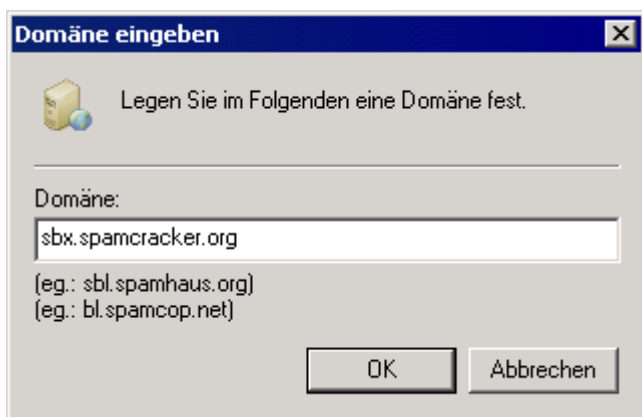 Domäne eingeben
Legen Sie im Folgenden eine Domäne fest.
Domäne:
sbx.spamcracker.org
(eg.: sbl.spamhaus.org)
(eg.: bl.spamcop.net)
OK
Abbrechen